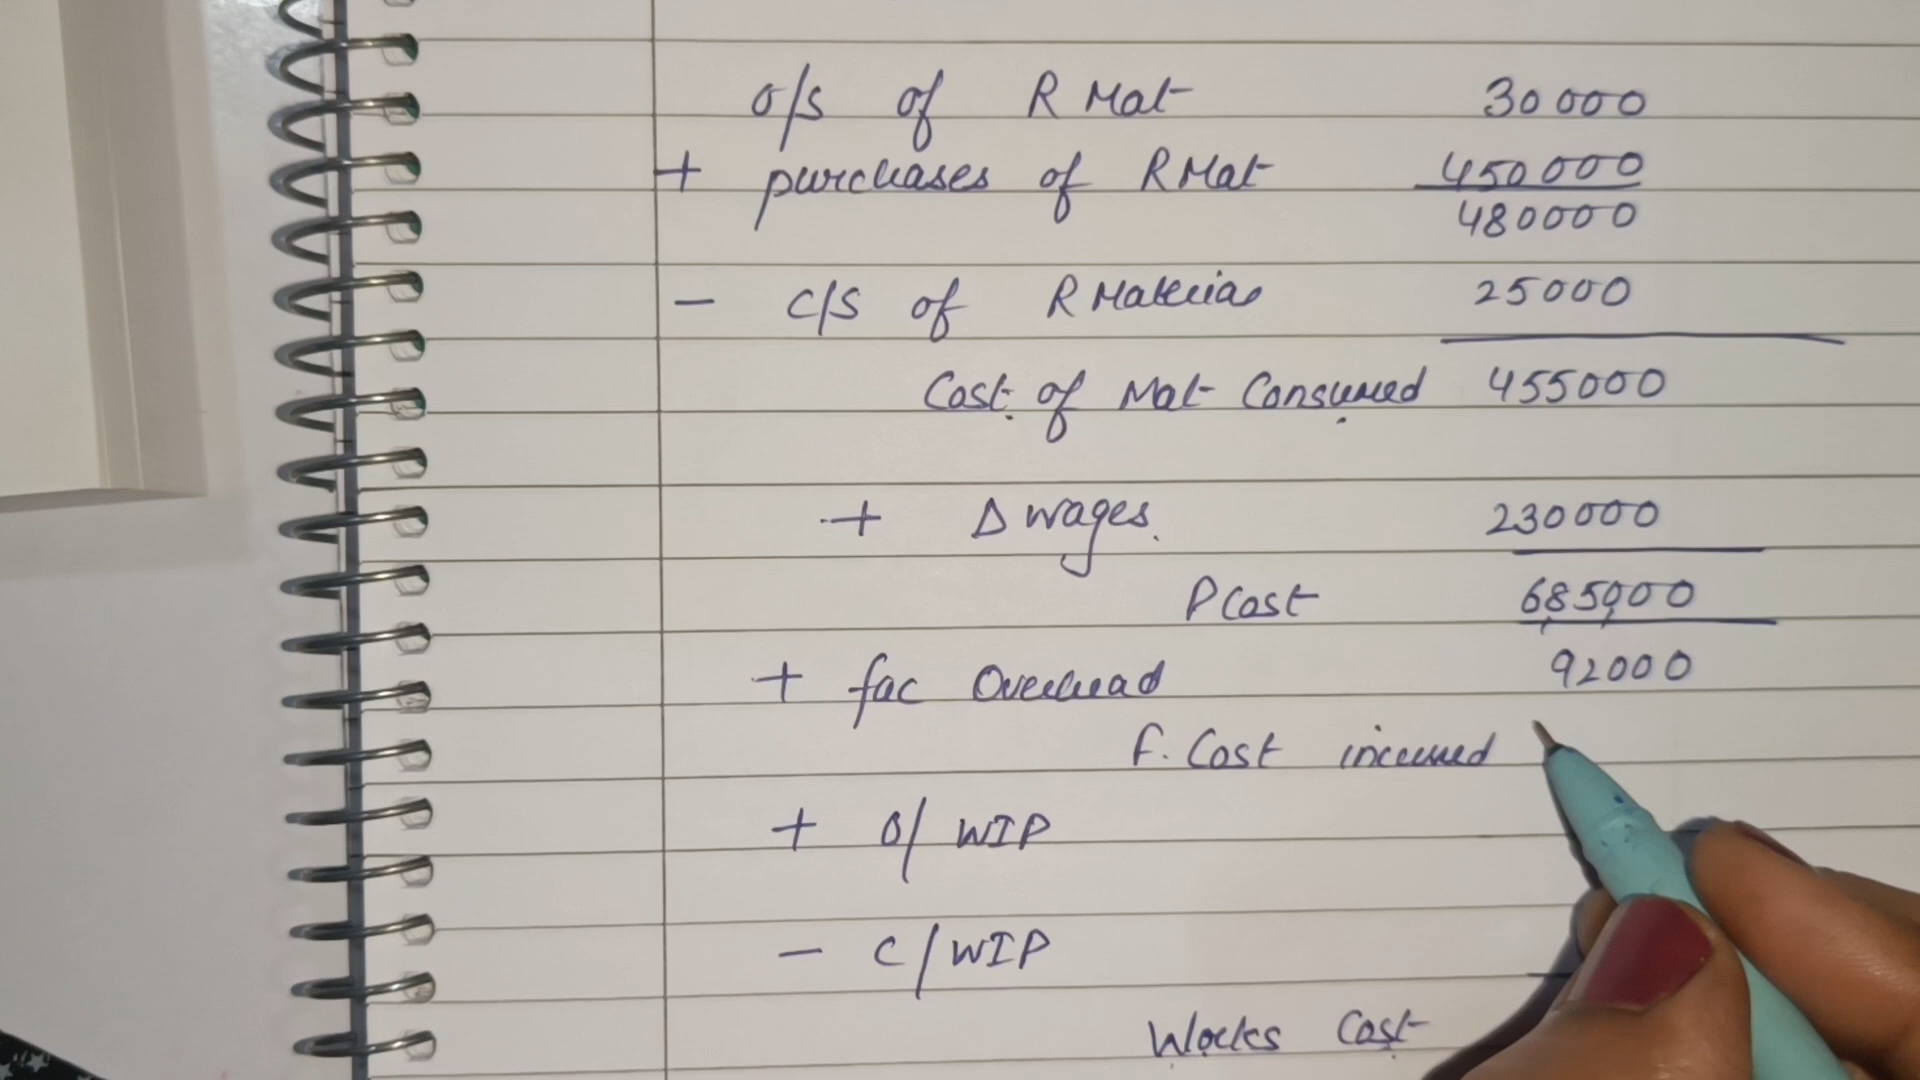 O/S of R Mat 30000
+ purchases of R Mat 450000
480000
- C/S of R Material 25000
Cost of Mat Consumed 455000
+ D wages. 230000
P Cost 685000
+ fac Overhead 92000
F. Cost incurred
+ O/ WIP
- C/ WIP
Works Cost